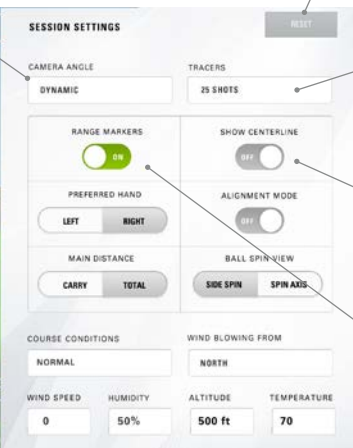 SESSION SETTINGS
RESET
CAMERA ANGLE TRACERS
DYNAMIC 25 SHOTS
RANGE MARKERS SHOW CENTERLINE
ON OFF
PREFERRED HAND ALIGNMENT MODE
LEFT RIGHT OFF
MAIN DISTANCE BALL SPIN VIEW
CARRY TOTAL SIDE SPIN SPIN AXIS
COURSE CONDITIONS WIND BLOWING FROM
NORMAL NORTH
WIND SPEED HUMIDITY ALTITUDE TEMPERATURE
0 50% 500 ft 70